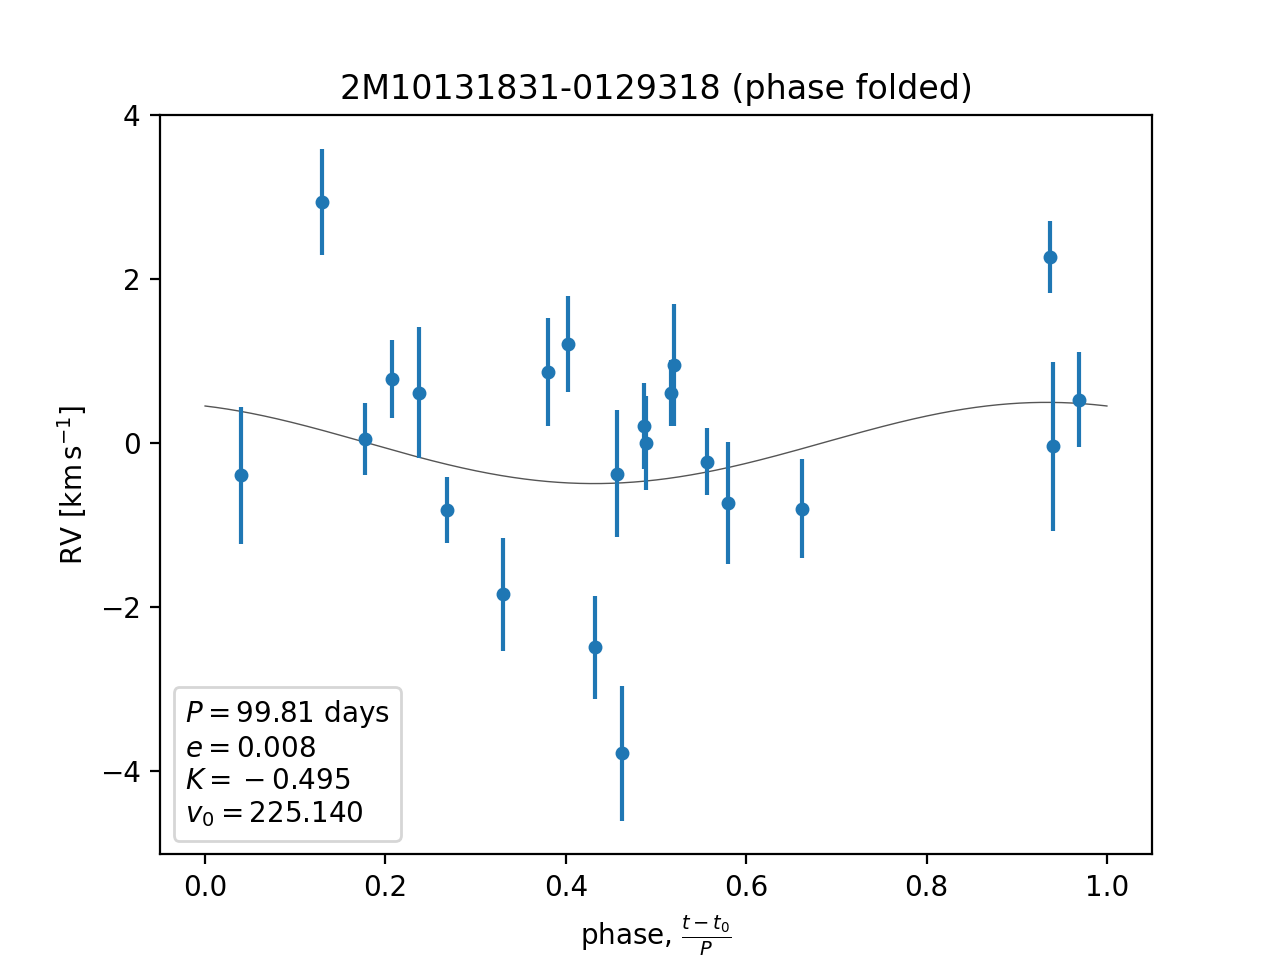 2M10131831-0129318 (phase folded)
4
2
0
−2
−4
RV [km s⁻¹]
P = 99.81 days
e = 0.008
K = −0.495
v₀ = 225.140
0.0 0.2 0.4 0.6 0.8 1.0
phase, (t − t₀)/P